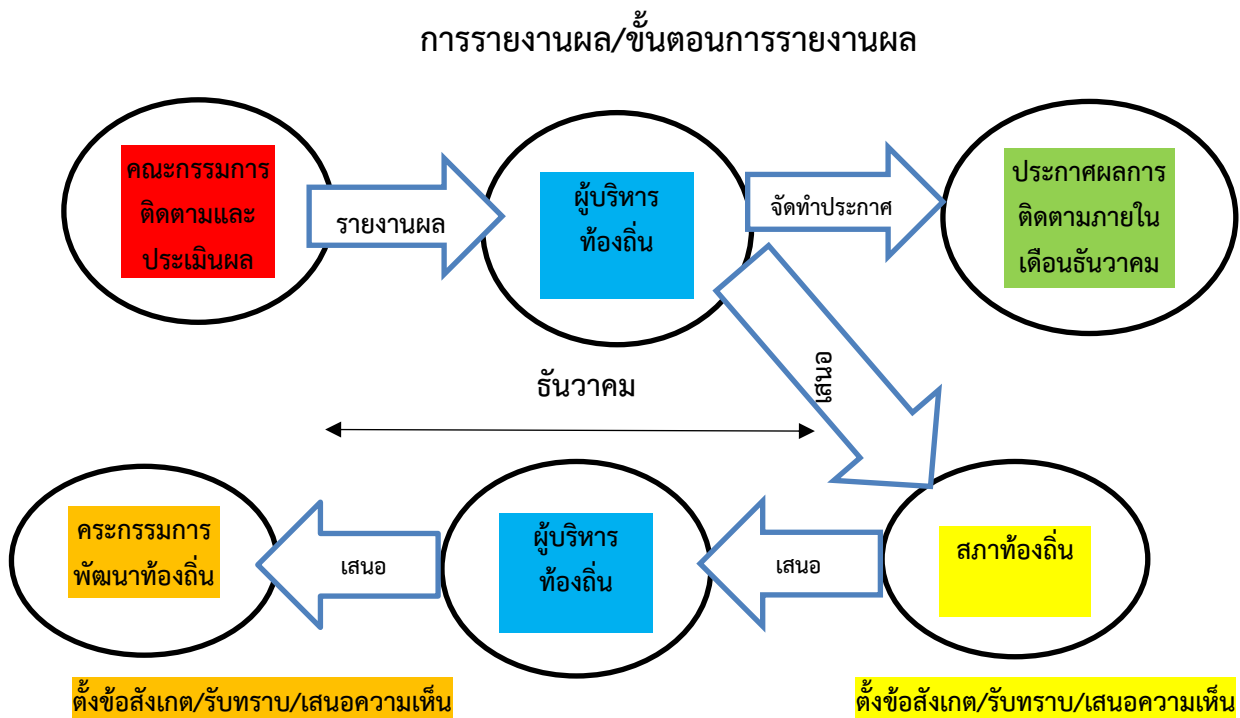 การรายงานผล/ขั้นตอนการรายงานผล
คณะกรรมการ
ติดตามและ
ประเมินผล
รายงานผล
ผู้บริหาร
ท้องถิ่น
จัดทำประกาศ
ประกาศผลการ
ติดตามภายใน
เดือนธันวาคม
เสนอ
ธันวาคม
คระกรรมการ
พัฒนาท้องถิ่น
เสนอ
ผู้บริหาร
ท้องถิ่น
เสนอ
สภาท้องถิ่น
ตั้งข้อสังเกต/รับทราบ/เสนอความเห็น
ตั้งข้อสังเกต/รับทราบ/เสนอความเห็น